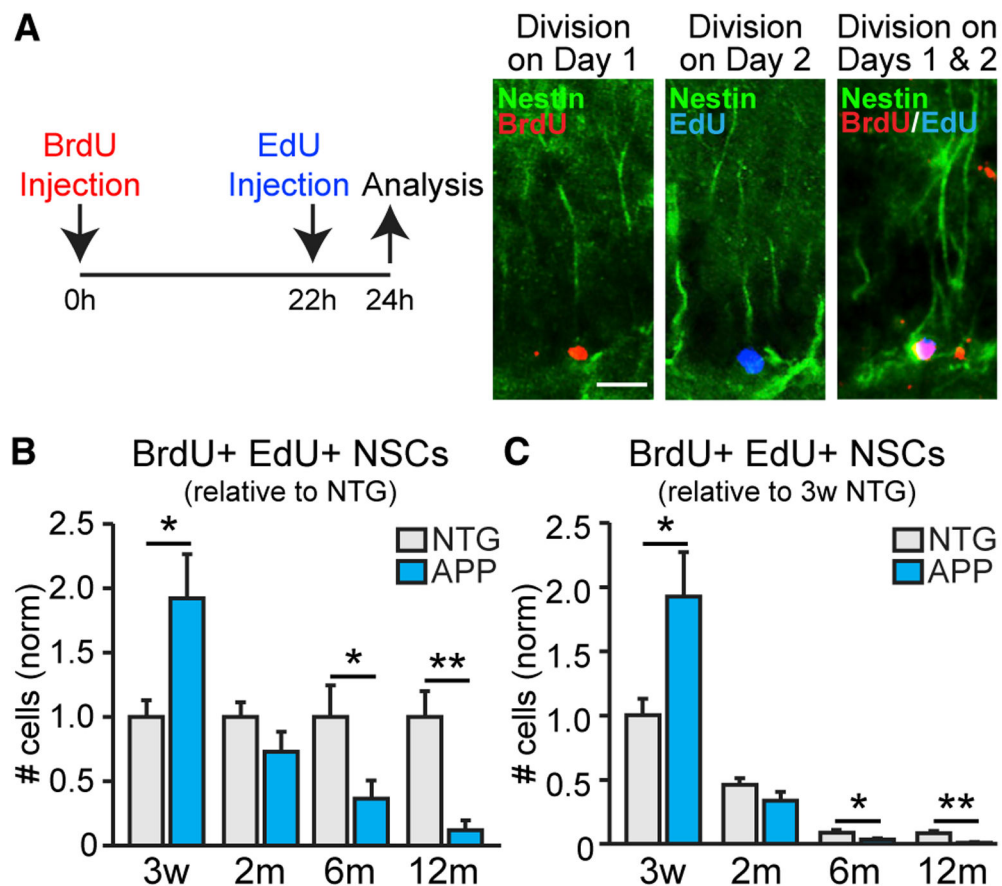 A
BrdU
Injection
EdU
Injection
Analysis
0h
22h
24h
Division
on Day 1
Nestin
BrdU
Division
on Day 2
Nestin
EdU
Division on
Days 1 & 2
Nestin
BrdU/EdU
B
BrdU+ EdU+ NSCs
(relative to NTG)
# cells (norm)
2.5
2.0
1.5
1.0
0.5
0
*
*
**
NTG
APP
3w
2m
6m
12m
C
BrdU+ EdU+ NSCs
(relative to 3w NTG)
# cells (norm)
2.5
2.0
1.5
1.0
0.5
0
*
*
**
NTG
APP
3w
2m
6m
12m